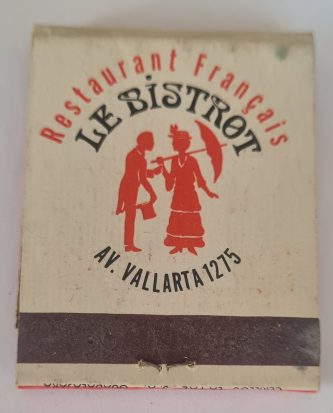 Restaurant Français
LE BISTROT
AV. VALLARTA 1275